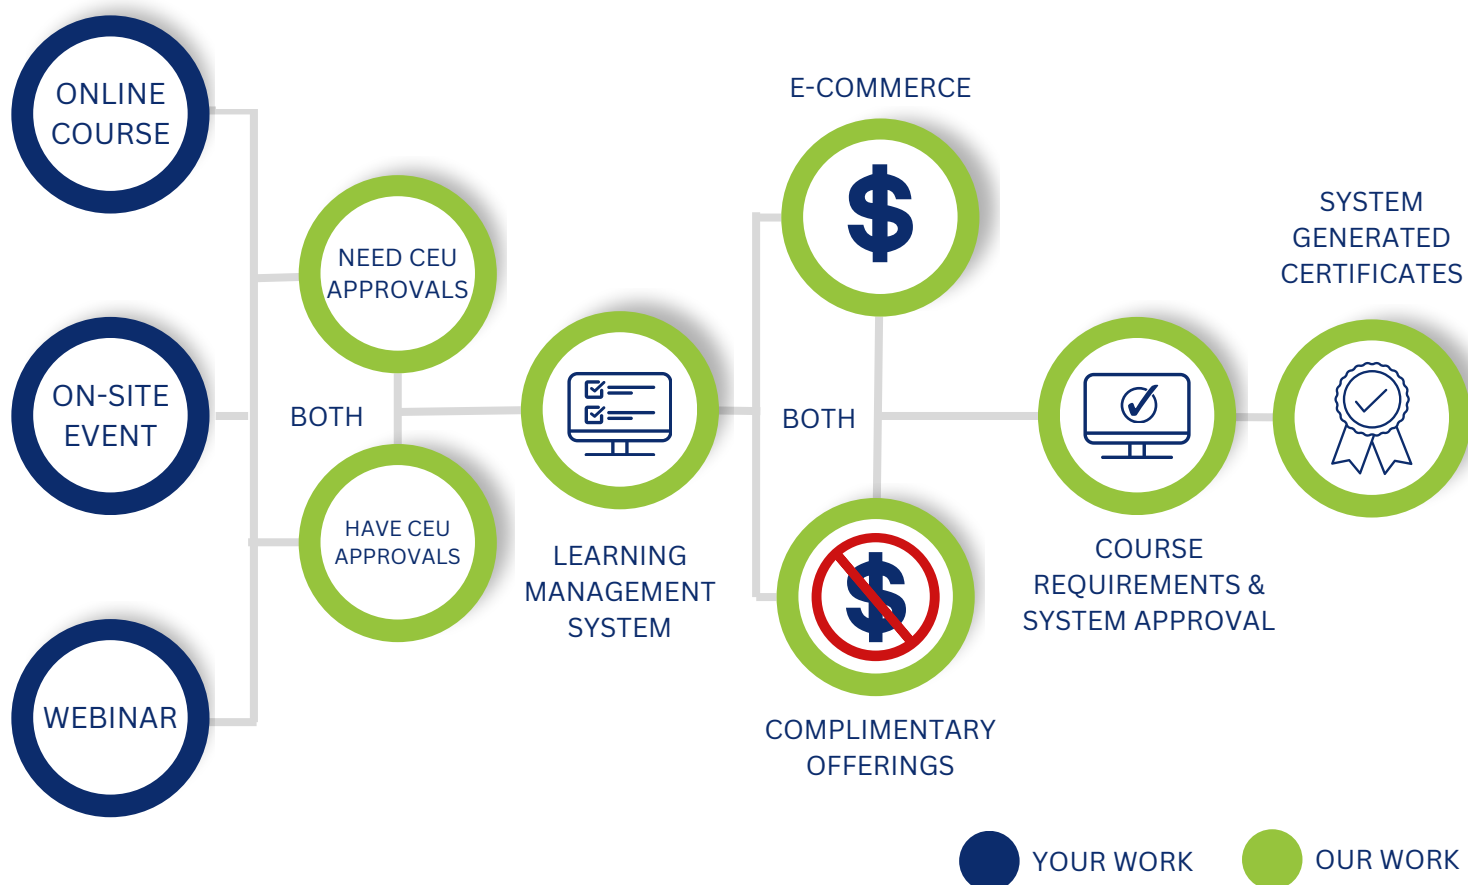 ONLINE
COURSE
ON-SITE
EVENT
WEBINAR
NEED CEU
APPROVALS
BOTH
HAVE CEU
APPROVALS
LEARNING
MANAGEMENT
SYSTEM
E-COMMERCE
$
BOTH
$
COMPLIMENTARY
OFFERINGS
COURSE
REQUIREMENTS &
SYSTEM APPROVAL
SYSTEM
GENERATED
CERTIFICATES
YOUR WORK
OUR WORK